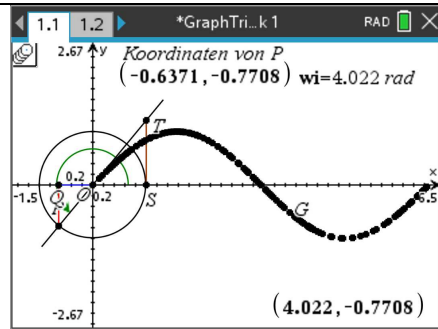 1.1 1.2 *GraphTri…k 1 RAD
2.67 y Koordinaten von P
(-0.6371,-0.7708) wi=4.022 rad
T
0.2 x
-1.5 Q O 0.2 S G 6.5
P
-2.67 (4.022,-0.7708)